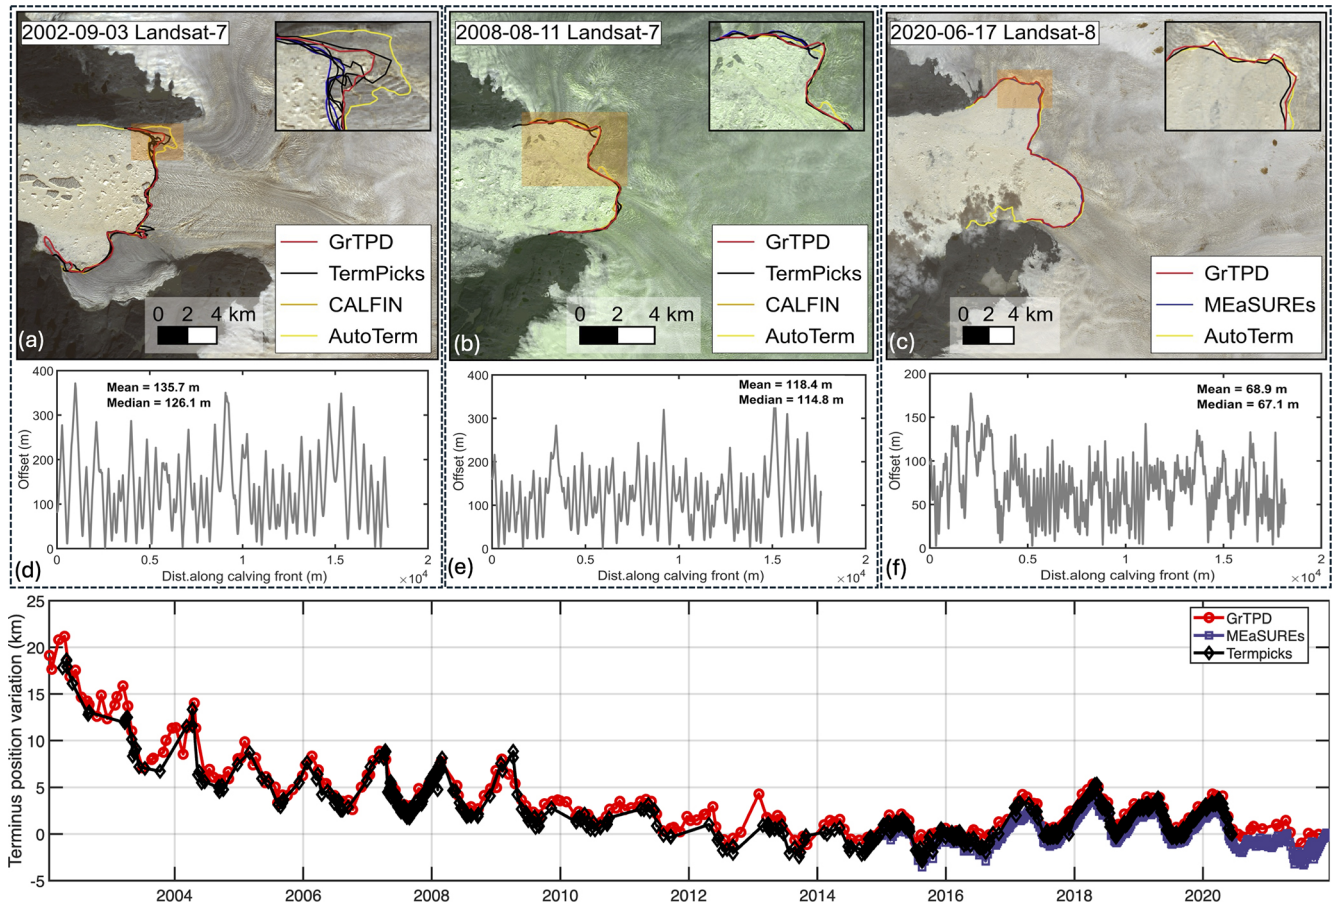 2002-09-03 Landsat-7
GrTPD
TermPicks
CALFIN
AutoTerm
0 2 4 km
(a)
2008-08-11 Landsat-7
GrTPD
TermPicks
CALFIN
AutoTerm
0 2 4 km
(b)
2020-06-17 Landsat-8
GrTPD
MEaSUREs
AutoTerm
0 2 4 km
(c)
Mean = 135.7 m
Median = 126.1 m
Offset (m)
400
300
200
100
0
0 0.5 1 1.5 2
Dist.along calving front (m)
×10⁴
(d)
Mean = 118.4 m
Median = 114.8 m
Offset (m)
400
300
200
100
0
0 0.5 1 1.5 2
Dist.along calving front (m)
×10⁴
(e)
Mean = 68.9 m
Median = 67.1 m
Offset (m)
200
150
100
50
0
0 0.5 1 1.5 2
Dist.along calving front (m)
×10⁴
(f)
Terminus position variation (km)
25
20
15
10
5
0
-5
2004 2006 2008 2010 2012 2014 2016 2018 2020
GrTPD
MEaSUREs
Termpicks